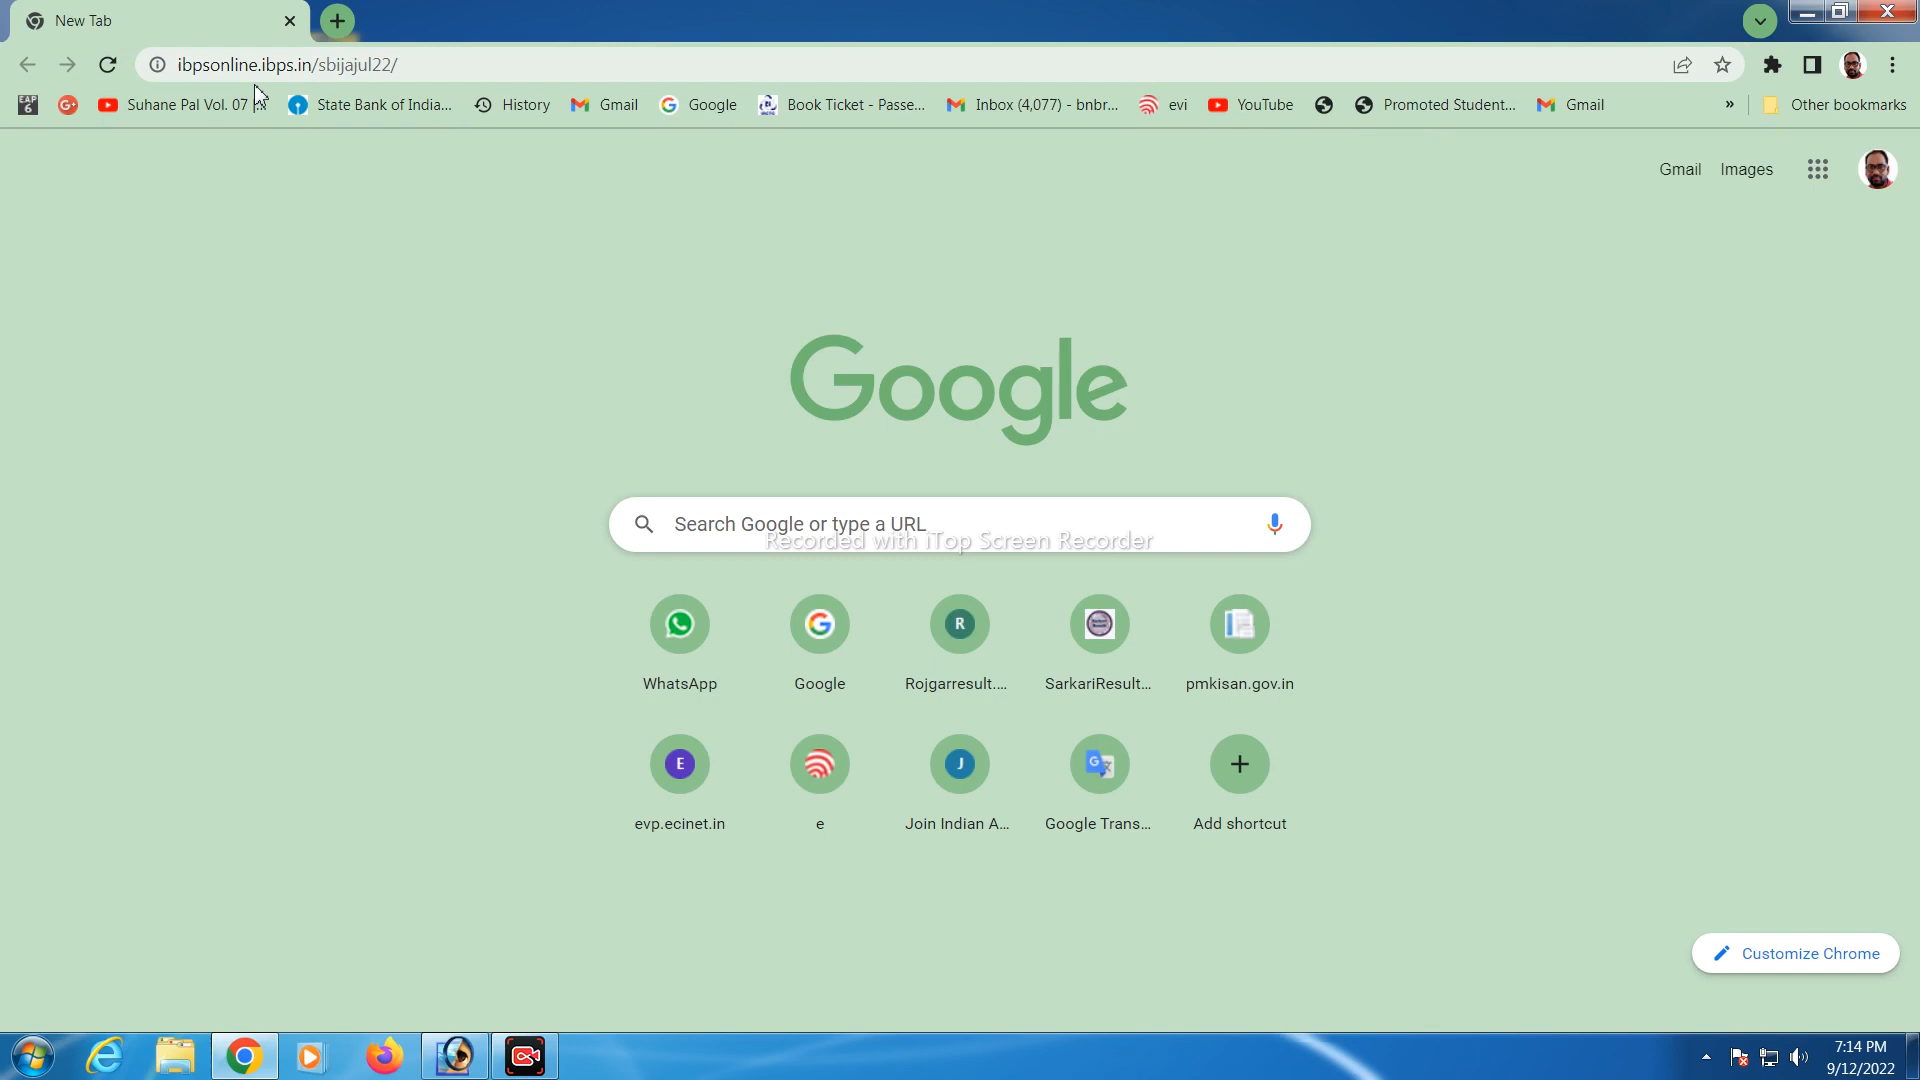 New Tab
ibpsonline.ibps.in/sbijajul22/
EAP 6 G+ Suhane Pal Vol. 07 State Bank of India... History Gmail Google Book Ticket - Passe... Inbox (4,077) - bnbr... evi YouTube Promoted Student... Gmail » Other bookmarks
Gmail Images
Google
Search Google or type a URL
Recorded with iTop Screen Recorder
R
WhatsApp Google Rojgarresult.... SarkariResult... pmkisan.gov.in
E J G
evp.ecinet.in e Join Indian A... Google Trans... Add shortcut
Customize Chrome
7:14 PM
9/12/2022